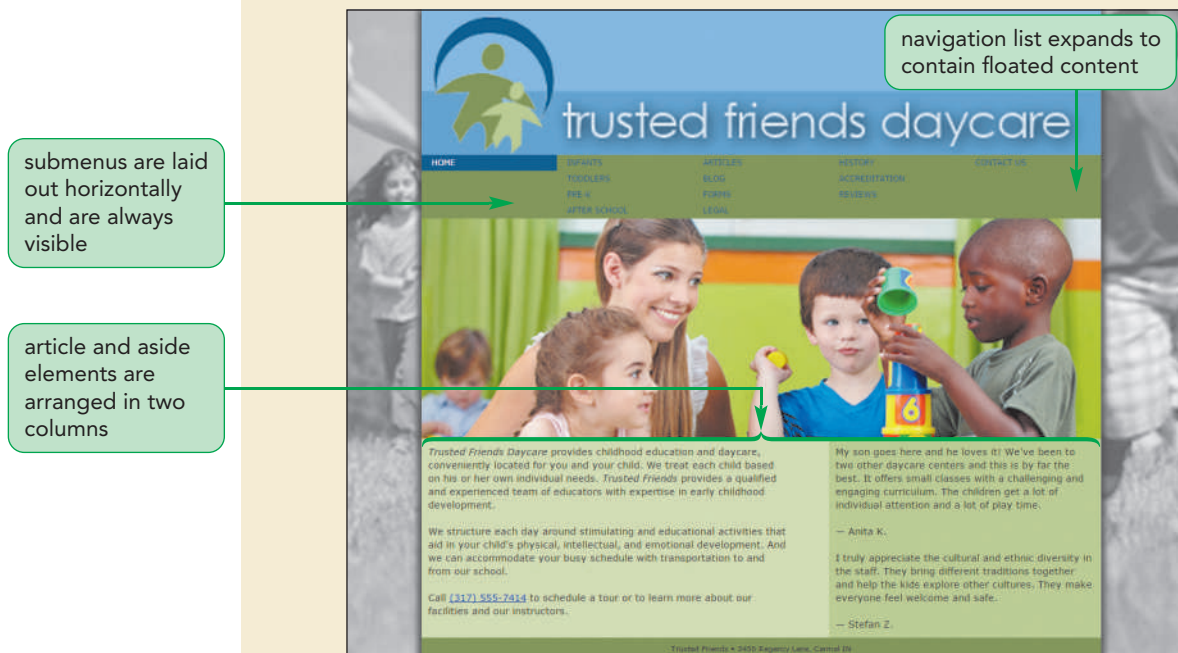 navigation list expands to
contain floated content
trusted friends daycare
submenus are laid
out horizontally
and are always
visible
HOME INFANTS ARTICLES HISTORY CONTACT US
TODDLERS BLOG ACCREDITATION
PRE-K FORMS REVIEWS
AFTER SCHOOL LEGAL
6
article and aside
elements are
arranged in two
columns
Trusted Friends Daycare provides childhood education and daycare,
conveniently located for you and your child. We treat each child based
on his or her own individual needs. Trusted Friends provides a qualified
and experienced team of educators with expertise in early childhood
development.
We structure each day around stimulating and educational activities that
aid in your child's physical, intellectual, and emotional development. And
we can accommodate your busy schedule with transportation to and
from our school.
Call (317) 555-7414 to schedule a tour or to learn more about our
facilities and our instructors.
My son goes here and he loves it! We've been to
two other daycare centers and this is by far the
best. It offers small classes with a challenging and
engaging curriculum. The children get a lot of
individual attention and a lot of play time.
— Anita K.
I truly appreciate the cultural and ethnic diversity in
the staff. They bring different traditions together
and help the kids explore other cultures. They make
everyone feel welcome and safe.
— Stefan Z.
Trusted Friends • 3450 Regency Lane, Carmel IN